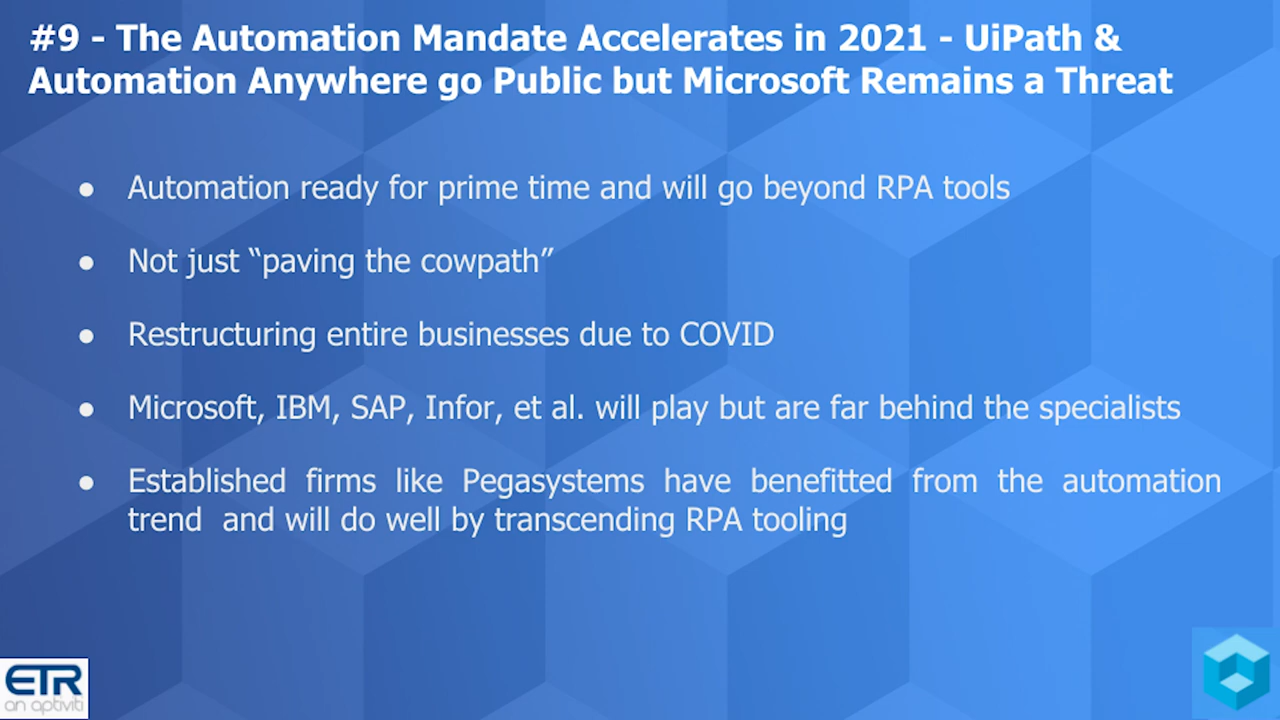 #9 - The Automation Mandate Accelerates in 2021 - UiPath &
Automation Anywhere go Public but Microsoft Remains a Threat
● Automation ready for prime time and will go beyond RPA tools
● Not just “paving the cowpath”
● Restructuring entire businesses due to COVID
● Microsoft, IBM, SAP, Infor, et al. will play but are far behind the specialists
● Established firms like Pegasystems have benefitted from the automation
trend and will do well by transcending RPA tooling
ETR
an aptiviti